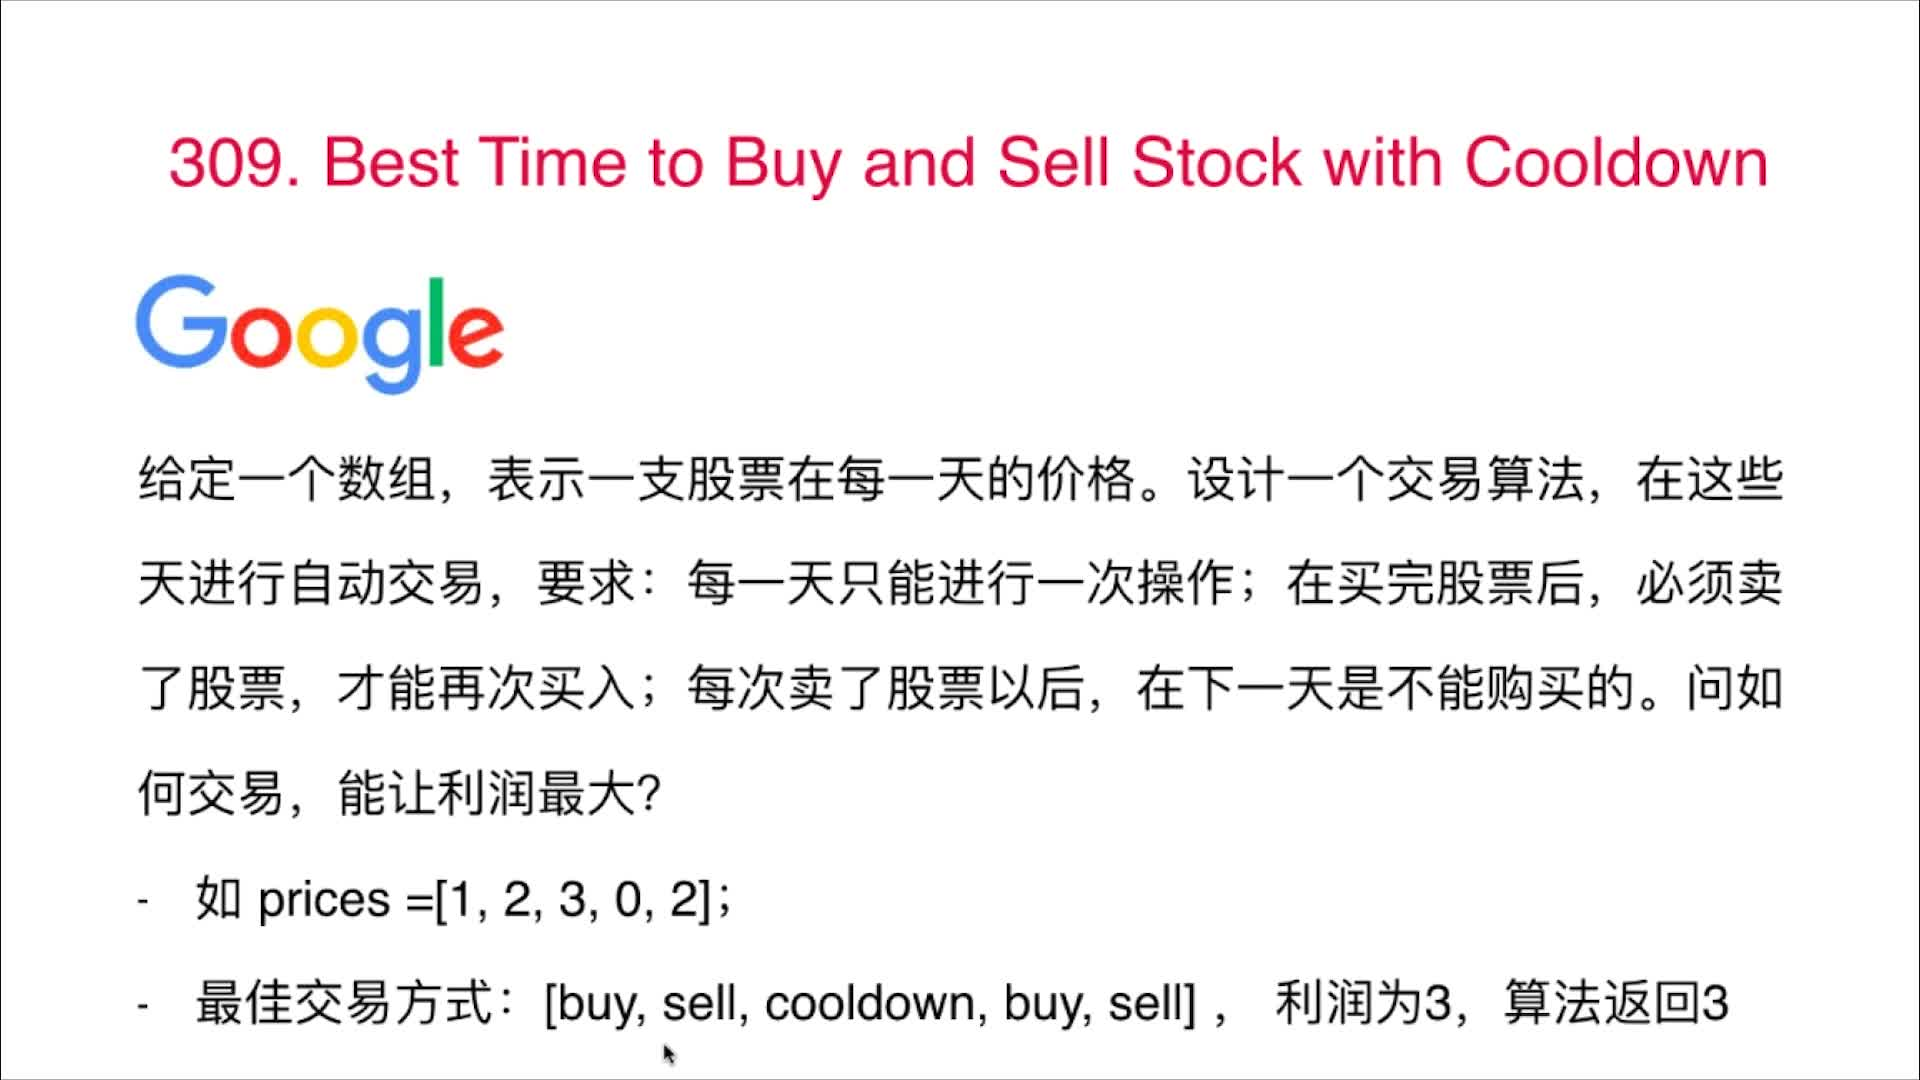 309. Best Time to Buy and Sell Stock with Cooldown
Google
给定一个数组，表示一支股票在每一天的价格。设计一个交易算法，在这些
天进行自动交易，要求：每一天只能进行一次操作；在买完股票后，必须卖
了股票，才能再次买入；每次卖了股票以后，在下一天是不能购买的。问如
何交易，能让利润最大？
- 如 prices =[1, 2, 3, 0, 2]；
- 最佳交易方式：[buy, sell, cooldown, buy, sell] ， 利润为3，算法返回3